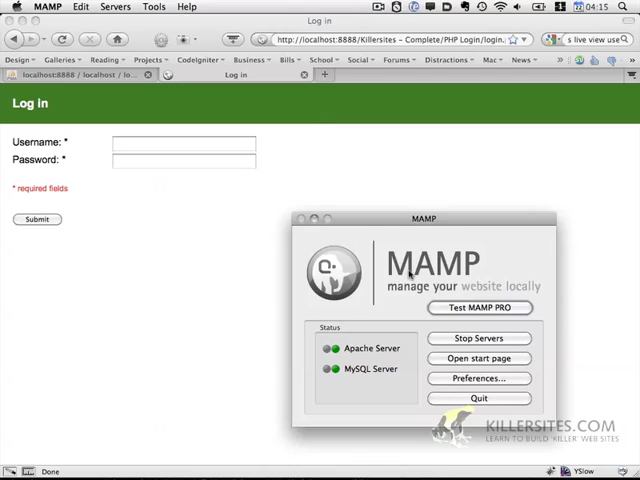 MAMP Edit Servers Tools Help
04:15
Log in
http://localhost:8888/Killersites - Complete/PHP Login/login.
s live view use
Design Reading Projects CodeIgniter Business Bills School Social Forums Distractions Mac News
localhost:8888 / localhost / lo...
Log in
Log in
Username: *
Password: *
* required fields
Submit
MAMP
MAMP
manage your website locally
Test MAMP PRO
Status
Apache Server
MySQL Server
Stop Servers
Open start page
Preferences...
Quit
KILLERSITES.COM
LEARN TO BUILD 'KILLER' WEB SITES
Done
YSlow